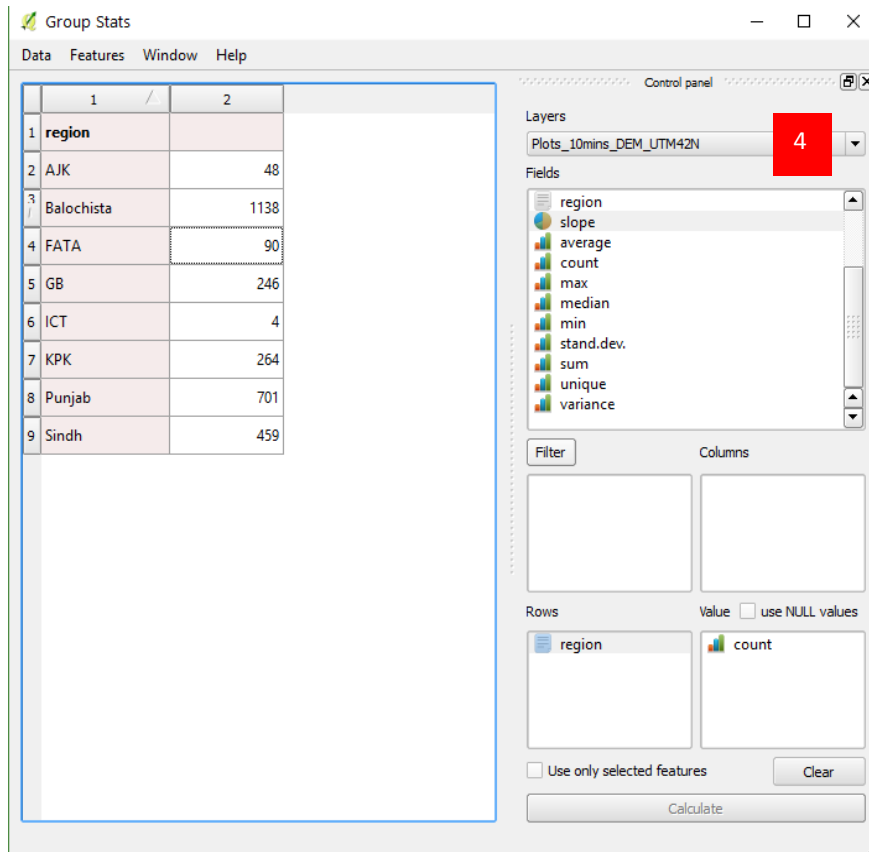 Group Stats
Data Features Window Help
1 2
1 region
2 AJK 48
3 Balochista 1138
4 FATA 90
5 GB 246
6 ICT 4
7 KPK 264
8 Punjab 701
9 Sindh 459
Control panel
Layers
Plots_10mins_DEM_UTM42N
4
Fields
region
slope
average
count
max
median
min
stand.dev.
sum
unique
variance
Filter Columns
Rows Value use NULL values
region count
Use only selected features Clear
Calculate